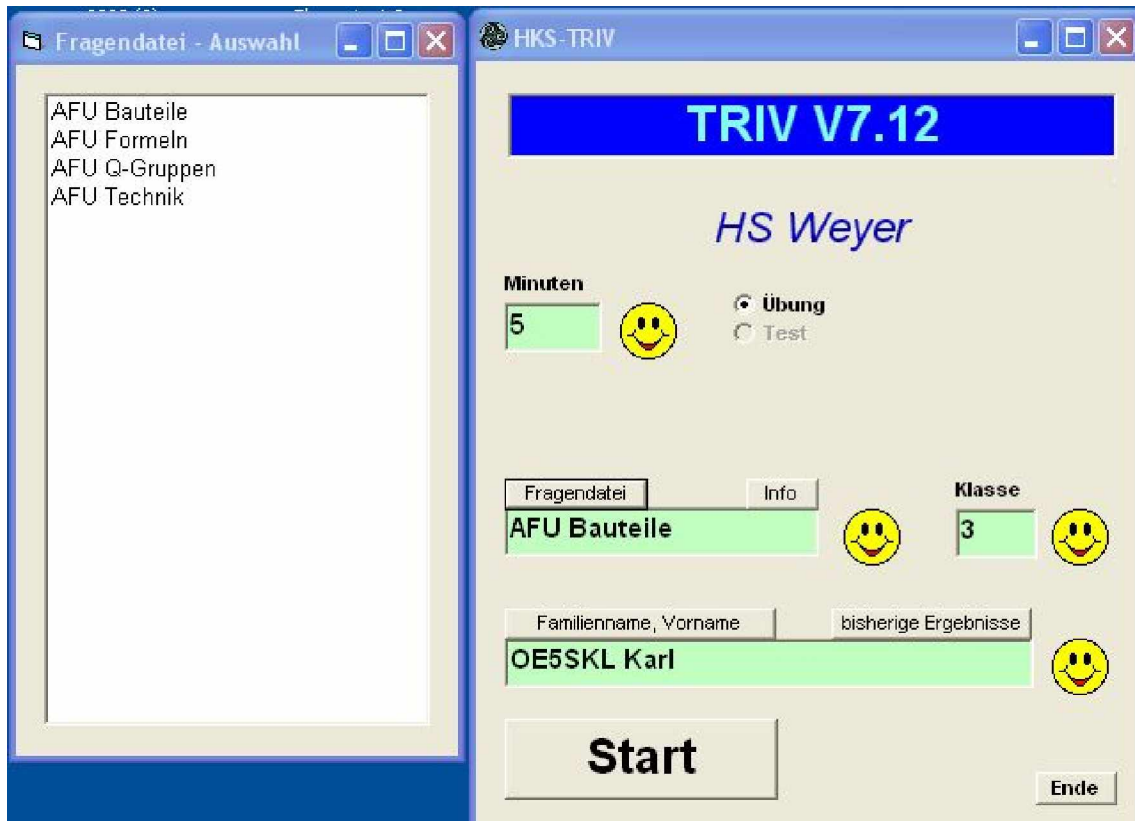 Fragendatei - Auswahl
AFU Bauteile
AFU Formeln
AFU Q-Gruppen
AFU Technik
HKS-TRIV
TRIV V7.12
HS Weyer
Minuten
5
Übung
Test
Fragendatei
Info
Klasse
AFU Bauteile
3
Familienname, Vorname
bisherige Ergebnisse
OE5SKL Karl
Start
Ende